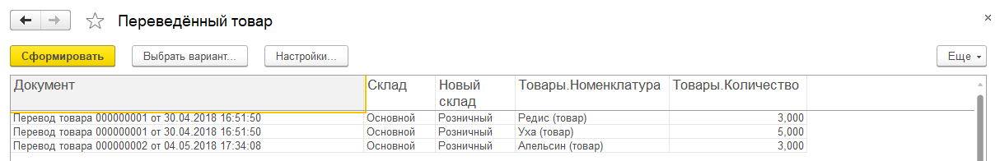 Переведённый товар
Сформировать Выбрать вариант... Настройки... Еще
Документ Склад Новый склад Товары.Номенклатура Товары.Количество
Перевод товара 000000001 от 30.04.2018 16:51:50 Основной Розничный Редис (товар) 3,000
Перевод товара 000000001 от 30.04.2018 16:51:50 Основной Розничный Уха (товар) 5,000
Перевод товара 000000002 от 04.05.2018 17:34:08 Основной Розничный Апельсин (товар) 3,000